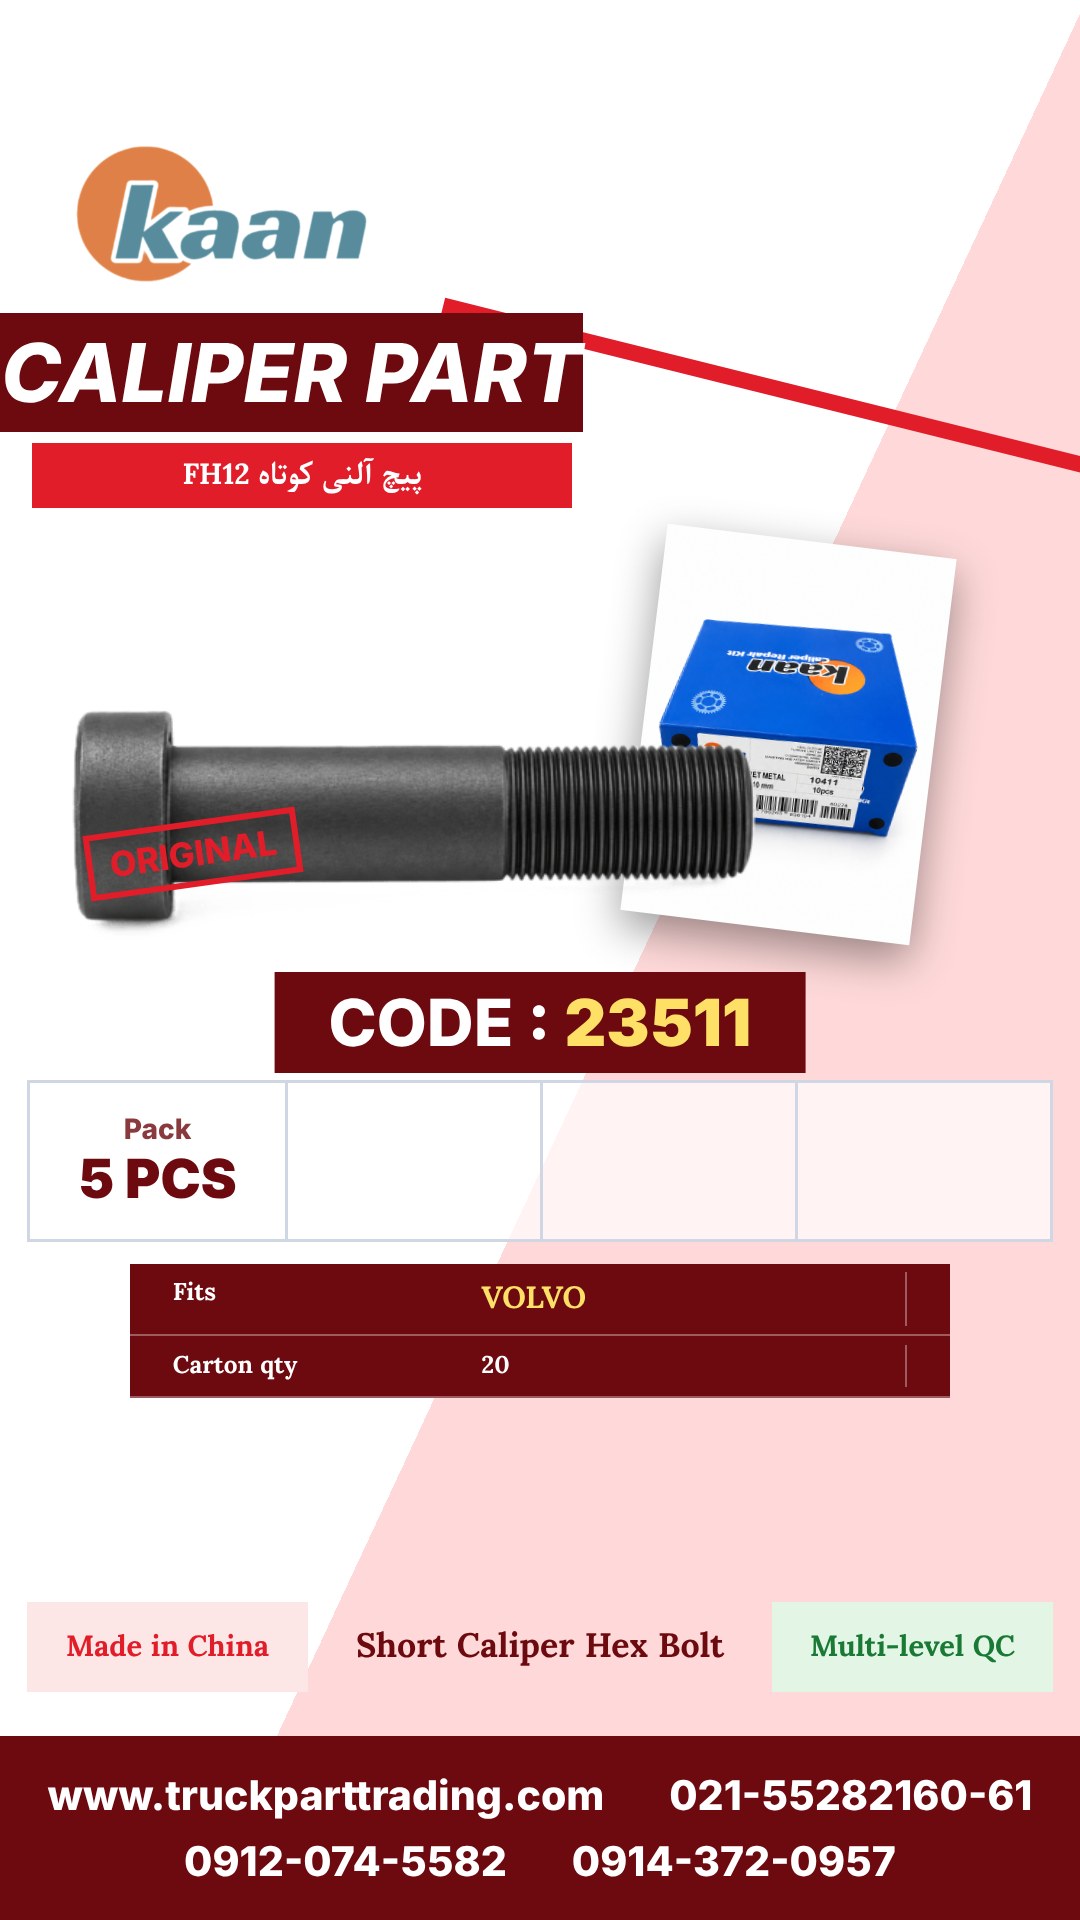 kaan
CALIPER PART
پیچ آلنی کوتاه FH12
kaan
Caliper Repair Kit
ET METAL
10411
10pcs
ORIGINAL
CODE : 23511
Pack
5 PCS
Fits VOLVO
Carton qty 20
Made in China
Short Caliper Hex Bolt
Multi-level QC
www.truckparttrading.com 021-55282160-61
0912-074-5582 0914-372-0957